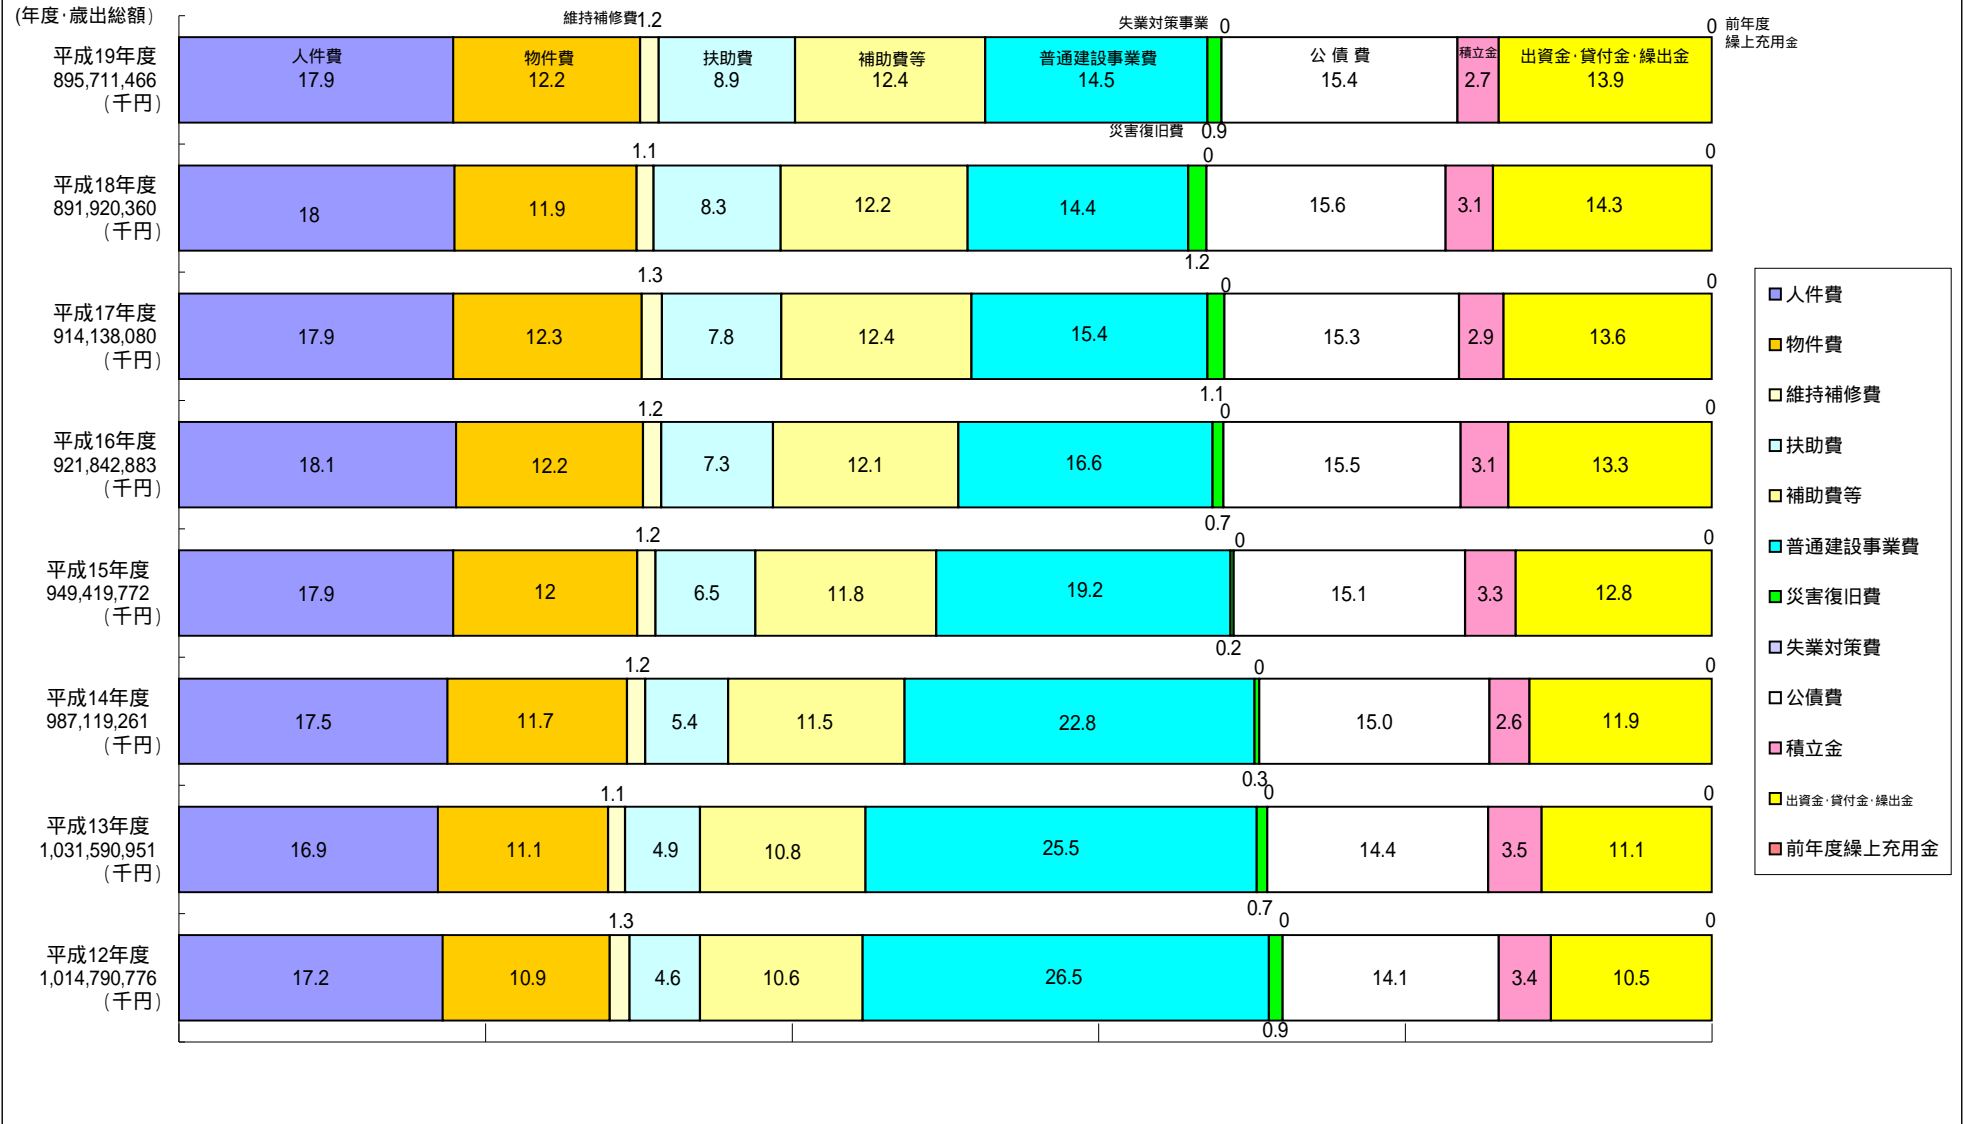 (年度･歳出総額)
維持補修費 1.2 失業対策事業 0 0 前年度
繰上充用金
平成19年度
895,711,466
(千円)
人件費 物件費 扶助費 補助費等 普通建設事業費 公 債 費 積立金 出資金･貸付金･繰出金
17.9 12.2 8.9 12.4 14.5 15.4 2.7 13.9
災害復旧費 0.9
1.1 0 0
平成18年度
891,920,360
(千円)
18 11.9 8.3 12.2 14.4 15.6 3.1 14.3
1.2
1.3 0 0
平成17年度
914,138,080
(千円)
17.9 12.3 7.8 12.4 15.4 15.3 2.9 13.6
1.1
1.2 0 0
平成16年度
921,842,883
(千円)
18.1 12.2 7.3 12.1 16.6 15.5 3.1 13.3
0.7
1.2 0 0
平成15年度
949,419,772
(千円)
17.9 12 6.5 11.8 19.2 15.1 3.3 12.8
0.2
1.2 0 0
平成14年度
987,119,261
(千円)
17.5 11.7 5.4 11.5 22.8 15.0 2.6 11.9
0.3
1.1 0 0
平成13年度
1,031,590,951
(千円)
16.9 11.1 4.9 10.8 25.5 14.4 3.5 11.1
0.7
1.3 0 0
平成12年度
1,014,790,776
(千円)
17.2 10.9 4.6 10.6 26.5 14.1 3.4 10.5
0.9
人件費
物件費
維持補修費
扶助費
補助費等
普通建設事業費
災害復旧費
失業対策費
公債費
積立金
出資金･貸付金･繰出金
前年度繰上充用金